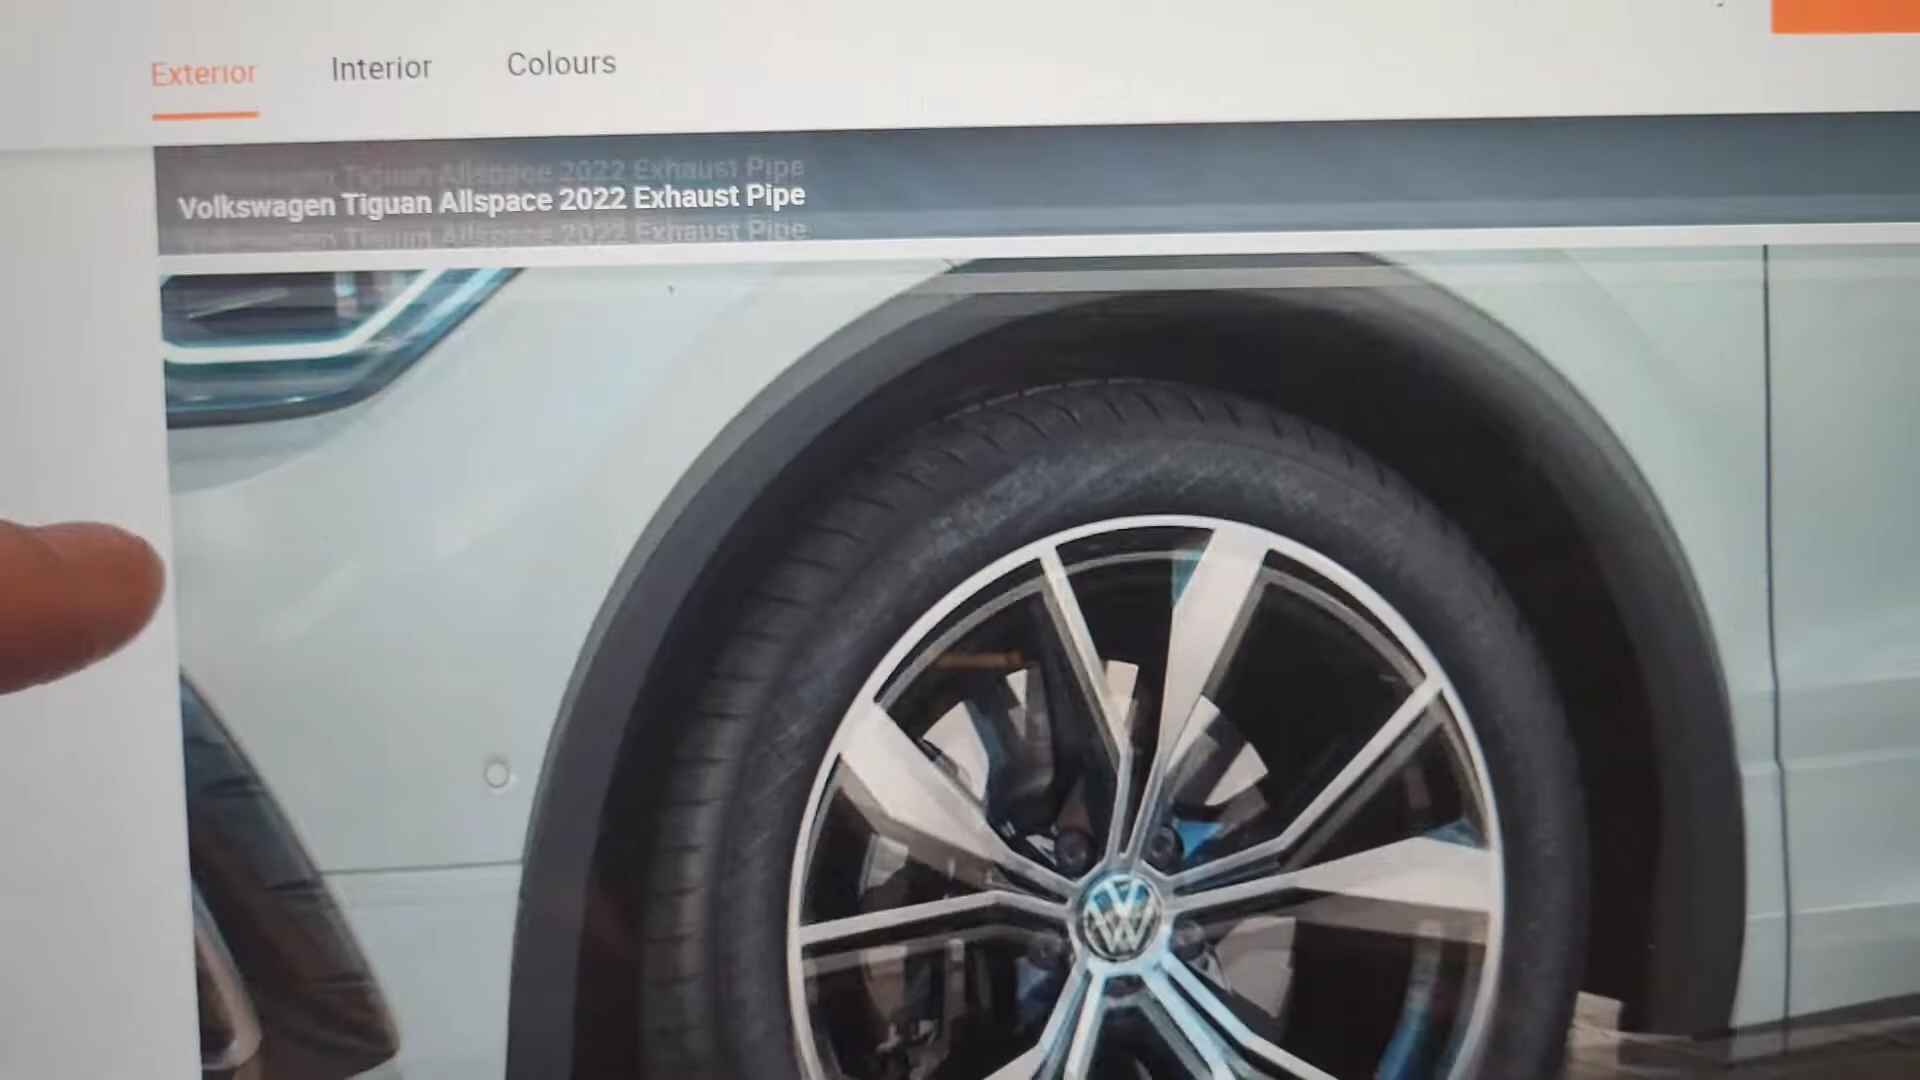 Exterior Interior Colours
Volkswagen Tiguan Allspace 2022 Exhaust Pipe